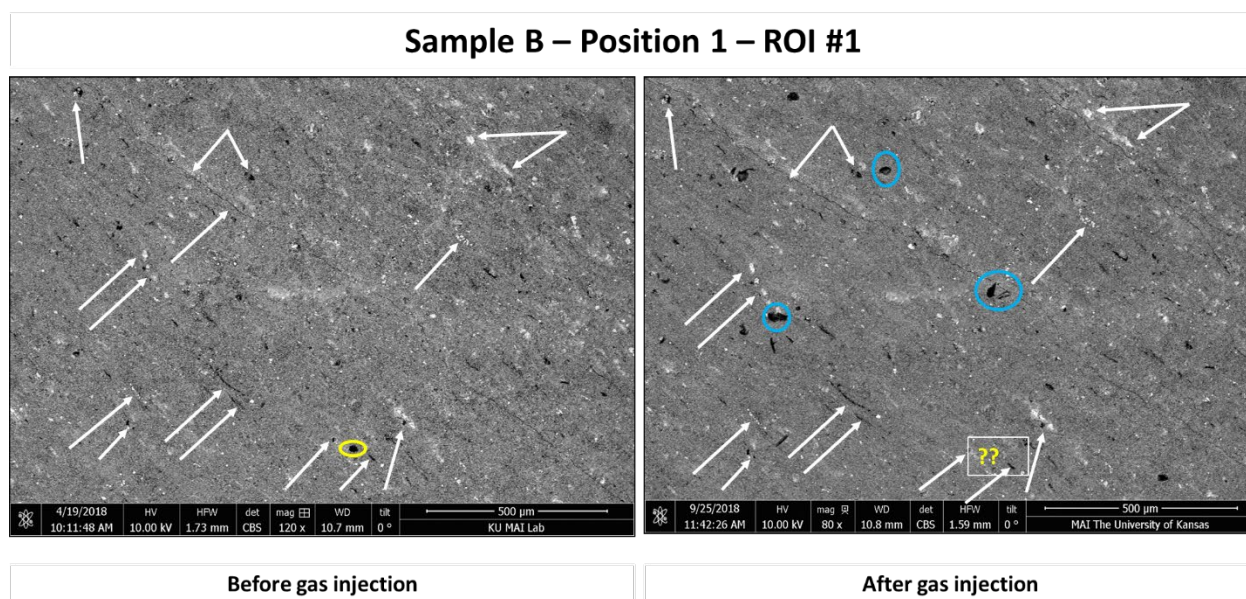 Sample B – Position 1 – ROI #1
??
4/19/2018 HV HFW det mag WD tilt 500 µm
10:11:48 AM 10.00 kV 1.73 mm CBS 120 x 10.7 mm 0 ° KU MAI Lab
9/25/2018 HV mag WD det HFW tilt 500 µm
11:42:26 AM 10.00 kV 80 x 10.8 mm CBS 1.59 mm 0 ° MAI The University of Kansas
Before gas injection
After gas injection